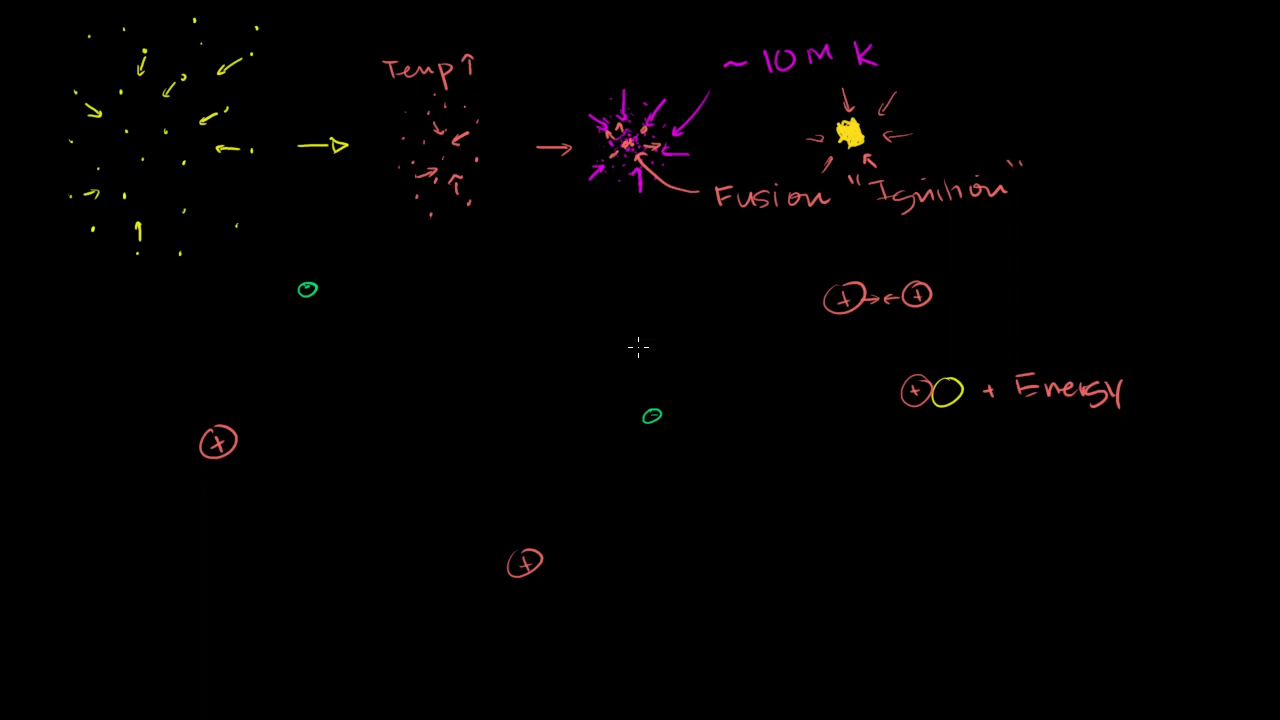 Temp ↑
~ 10 M K
Fusion "Ignition"
-
+ +
+ + Energy
-
+
+